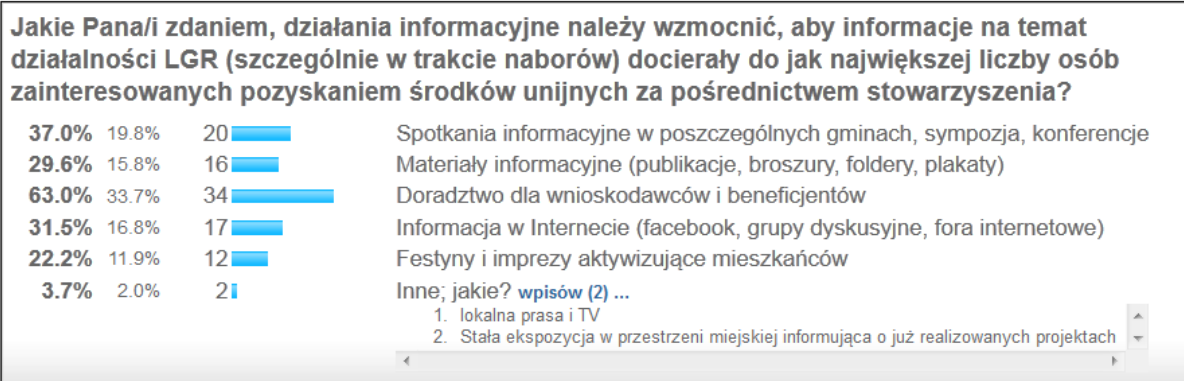 Jakie Pana/i zdaniem, działania informacyjne należy wzmocnić, aby informacje na temat
działalności LGR (szczególnie w trakcie naborów) docierały do jak największej liczby osób
zainteresowanych pozyskaniem środków unijnych za pośrednictwem stowarzyszenia?
37.0% 19.8% 20 Spotkania informacyjne w poszczególnych gminach, sympozja, konferencje
29.6% 15.8% 16 Materiały informacyjne (publikacje, broszury, foldery, plakaty)
63.0% 33.7% 34 Doradztwo dla wnioskodawców i beneficjentów
31.5% 16.8% 17 Informacja w Internecie (facebook, grupy dyskusyjne, fora internetowe)
22.2% 11.9% 12 Festyny i imprezy aktywizujące mieszkańców
3.7% 2.0% 2 Inne; jakie? wpisów (2) ...
1. lokalna prasa i TV
2. Stała ekspozycja w przestrzeni miejskiej informująca o już realizowanych projektach